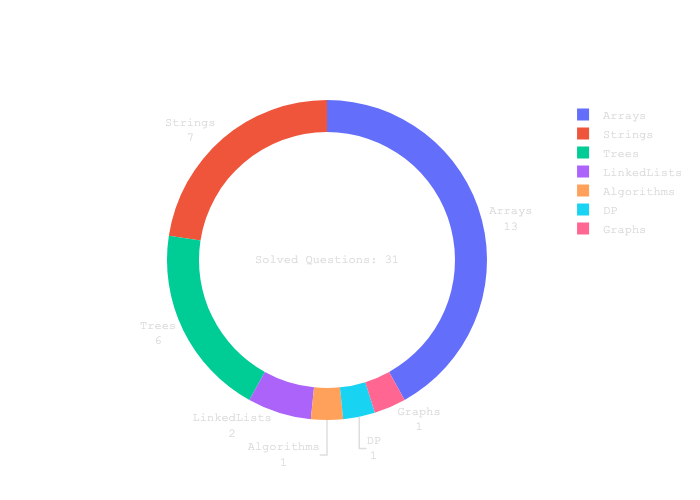 Strings
7
Arrays
13
Solved Questions: 31
Trees
6
LinkedLists
2
Algorithms
1
DP
1
Graphs
1
Arrays
Strings
Trees
LinkedLists
Algorithms
DP
Graphs